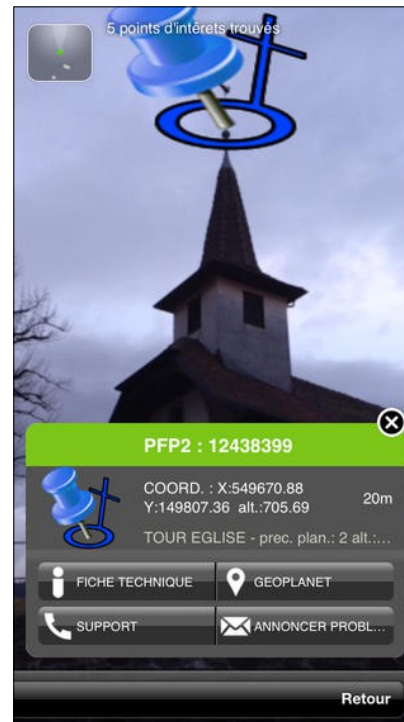 5 points d'intérets trouvés
PFP2 : 12438399
COORD. : X:549670.88
Y:149807.36 alt.:705.69
20m
TOUR EGLISE - prec. plan.: 2 alt.:...
FICHE TECHNIQUE
GEOPLANET
SUPPORT
ANNONCER PROBL...
Retour